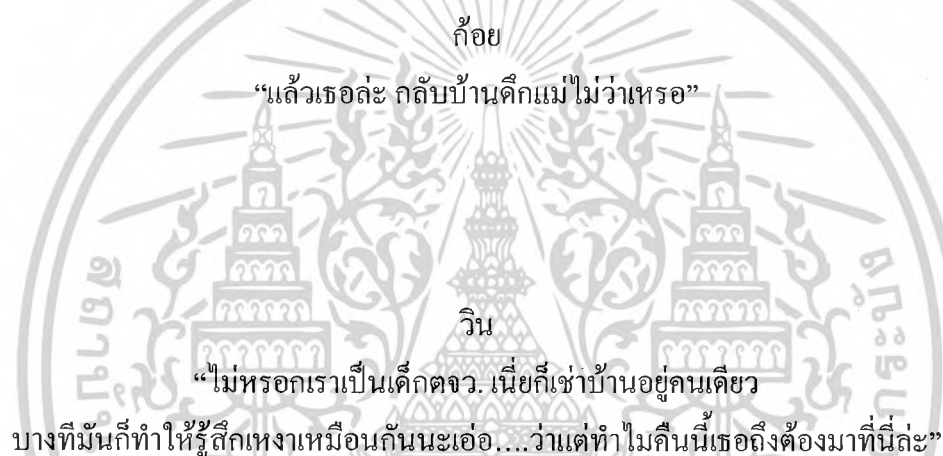 ก้อย
“แล้วเธอล่ะ กลับบ้านดึกแม่ไม่ว่าเหรอ”
วิน
“ไม่หรอกเราเป็นเด็กตจว. เนี่ยก็เช่าบ้านอยู่คนเดียว
บางทีมันก็ทำให้รู้สึกเหงาเหมือนกันนะเอ่อ….ว่าแต่ทำไมคืนนี้เธอถึงต้องมาที่นี่ล่ะ”